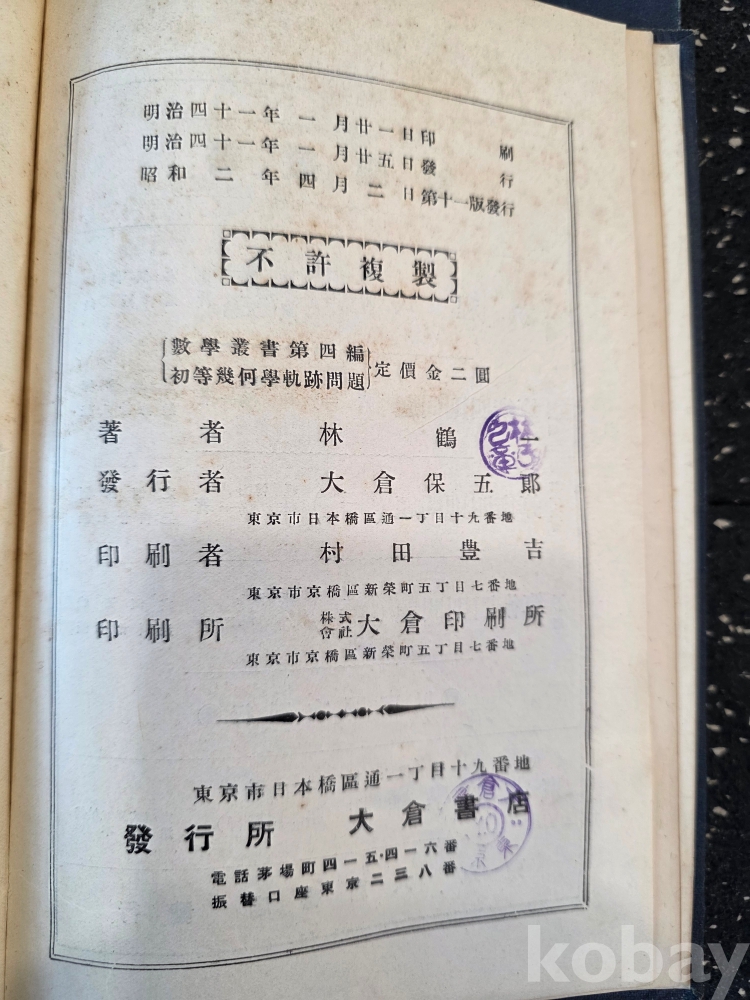 明治四十一年一月廿一日印刷
明治四十一年一月廿五日發行
昭和二年四月二日第十一版發行
不許複製
數學叢書第四編
初等幾何學軌跡問題
定價金二圓
著者 林鶴一
發行者 大倉保五郎
東京市日本橋區通一丁目十九番地
印刷者 村田豊吉
東京市京橋區新榮町五丁目七番地
印刷所 株式會社 大倉印刷所
東京市京橋區新榮町五丁目七番地
東京市日本橋區通一丁目十九番地
發行所 大倉書店
電話茅場町四一五・四一六番
振替口座東京二三八番
kobay